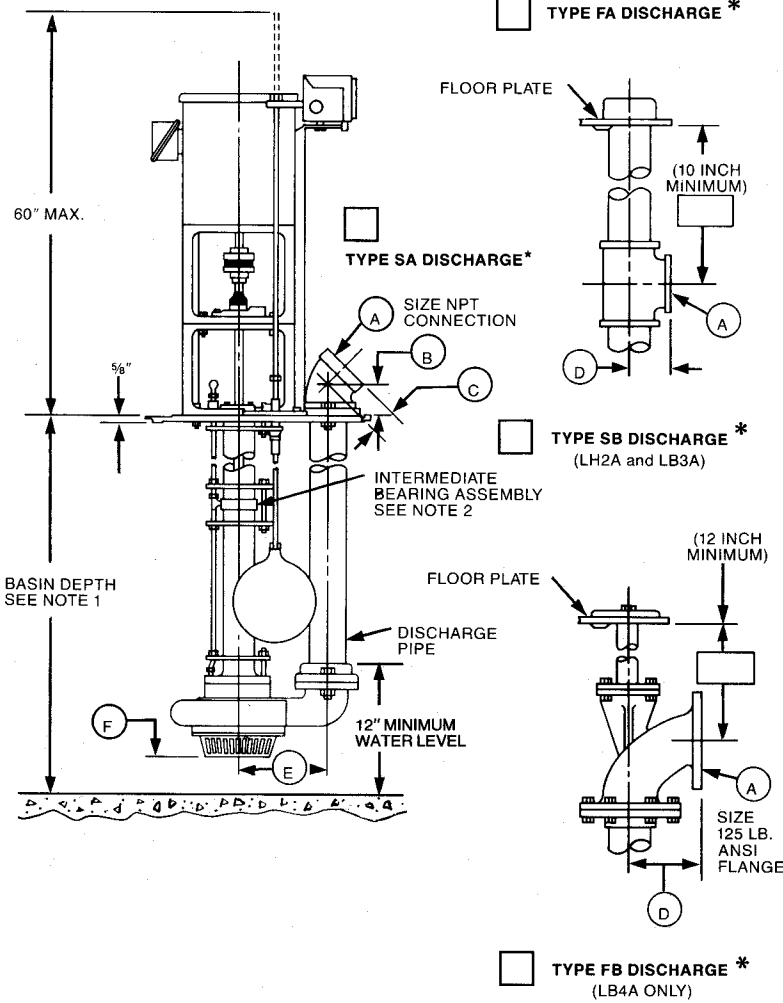 TYPE FA DISCHARGE *
FLOOR PLATE
(10 INCH
MINIMUM)
60" MAX.
TYPE SA DISCHARGE*
A
SIZE NPT
CONNECTION
B
C
A
D
5/8"
TYPE SB DISCHARGE *
(LH2A and LB3A)
INTERMEDIATE
BEARING ASSEMBLY
SEE NOTE 2
(12 INCH
MINIMUM)
FLOOR PLATE
BASIN DEPTH
SEE NOTE 1
DISCHARGE
PIPE
F
12" MINIMUM
WATER LEVEL
E
A
SIZE
125 LB.
ANSI
FLANGE
D
TYPE FB DISCHARGE *
(LB4A ONLY)